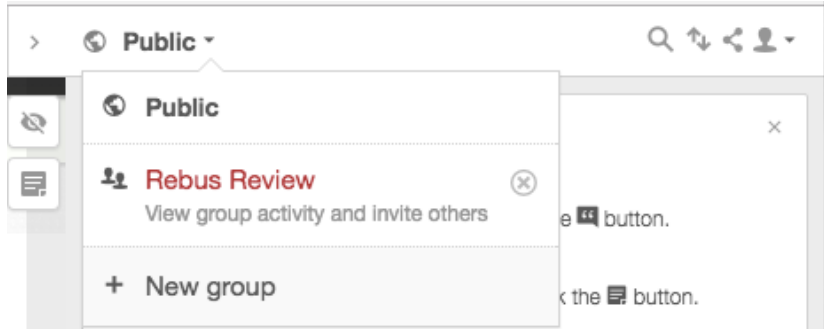 Public
Public
Rebus Review
View group activity and invite others
e button.
New group
the button.